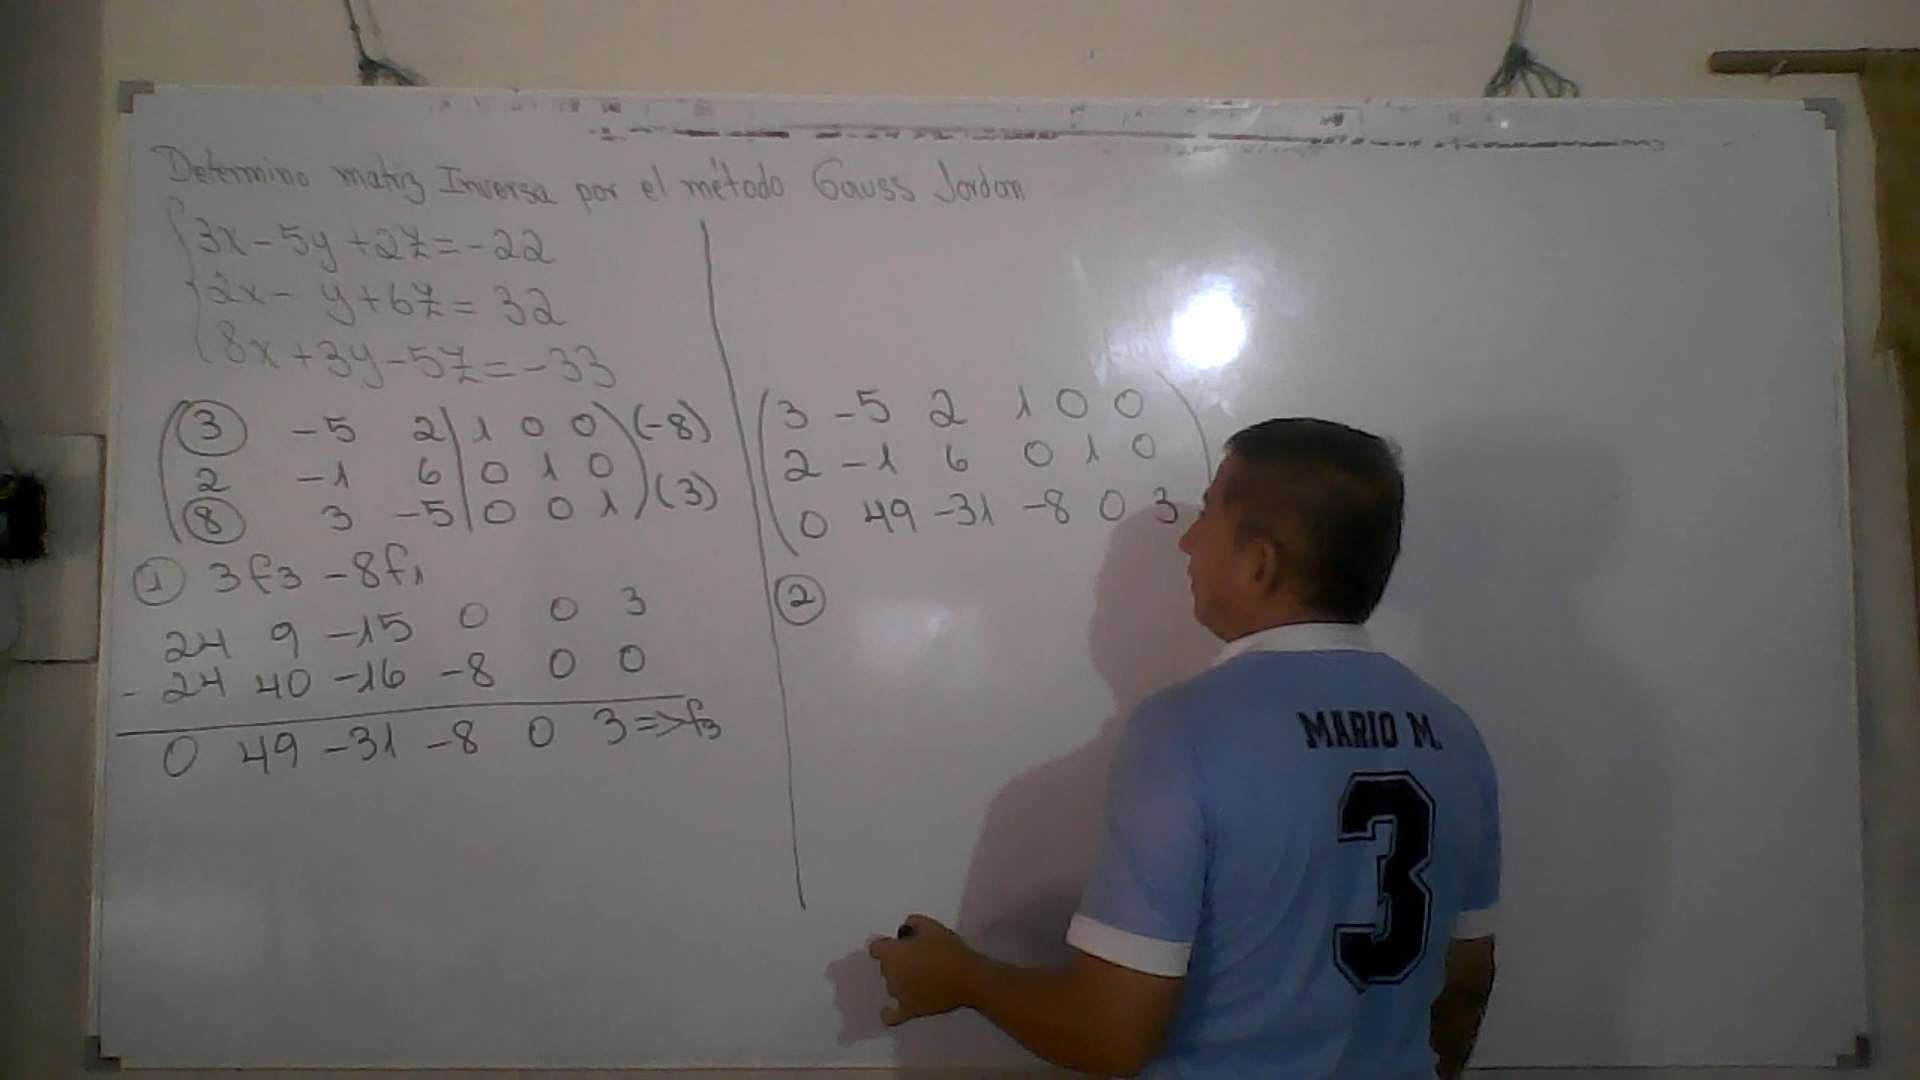 Determino matriz Inversa por el método Gauss Jordan
3x - 5y + 2z = -22
2x - y + 6z = 32
8x + 3y - 5z = -33
3 -5 2 | 1 0 0 (-8)
2 -1 6 | 0 1 0
8 3 -5 | 0 0 1 (3)
1 3f3 - 8f1
24 9 -15 0 0 3
-24 40 -16 -8 0 0
0 49 -31 -8 0 3 => f3
3 -5 2 1 0 0
2 -1 6 0 1 0
0 49 -31 -8 0 3
2
MARIO M.
3